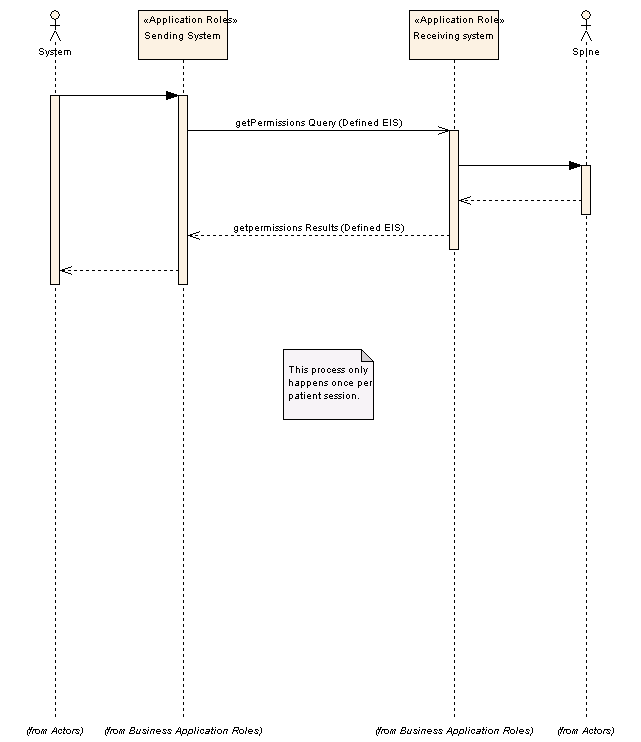 «Application Roles»
Sending System
«Application Roles»
Receiving system
System
Spine
getPermissions Query (Defined EIS)
getpermissions Results (Defined EIS)
This process only
happens once per
patient session.
(from Actors)
(from Business Application Roles)
(from Business Application Roles)
(from Actors)